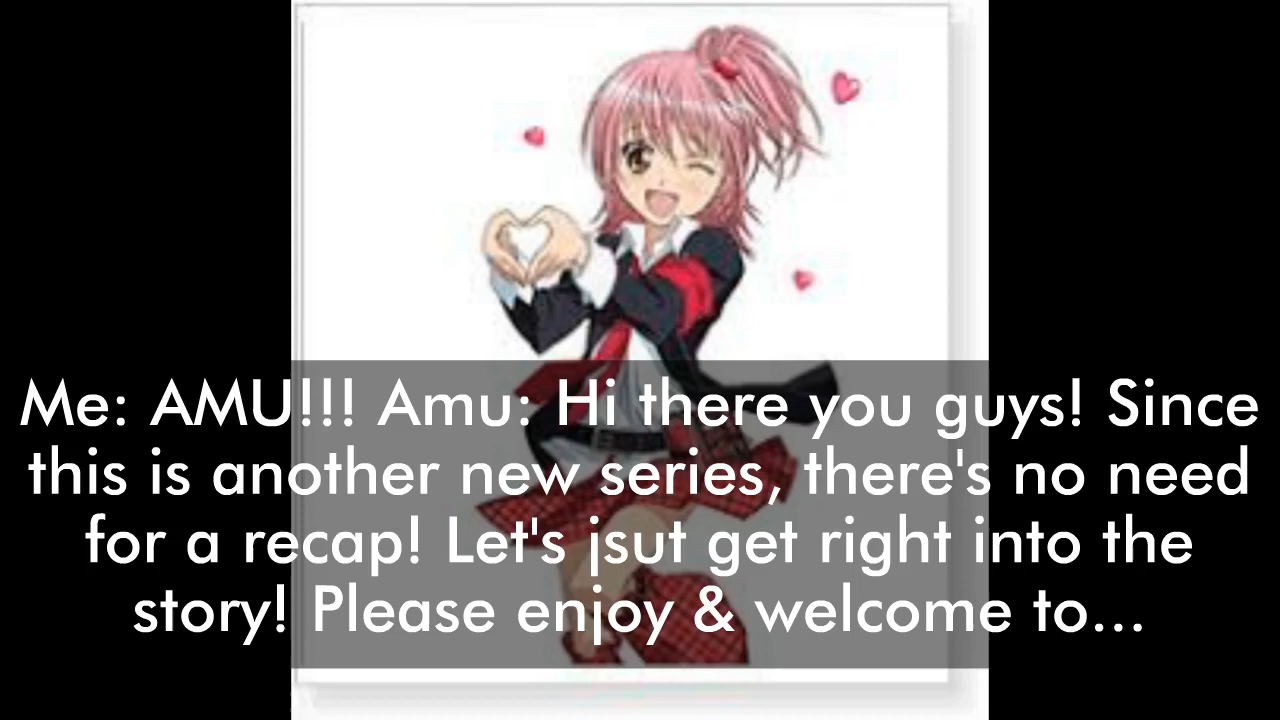 Me: AMU!!! Amu: Hi there you guys! Since
this is another new series, there's no need
for a recap! Let's jsut get right into the
story! Please enjoy & welcome to...